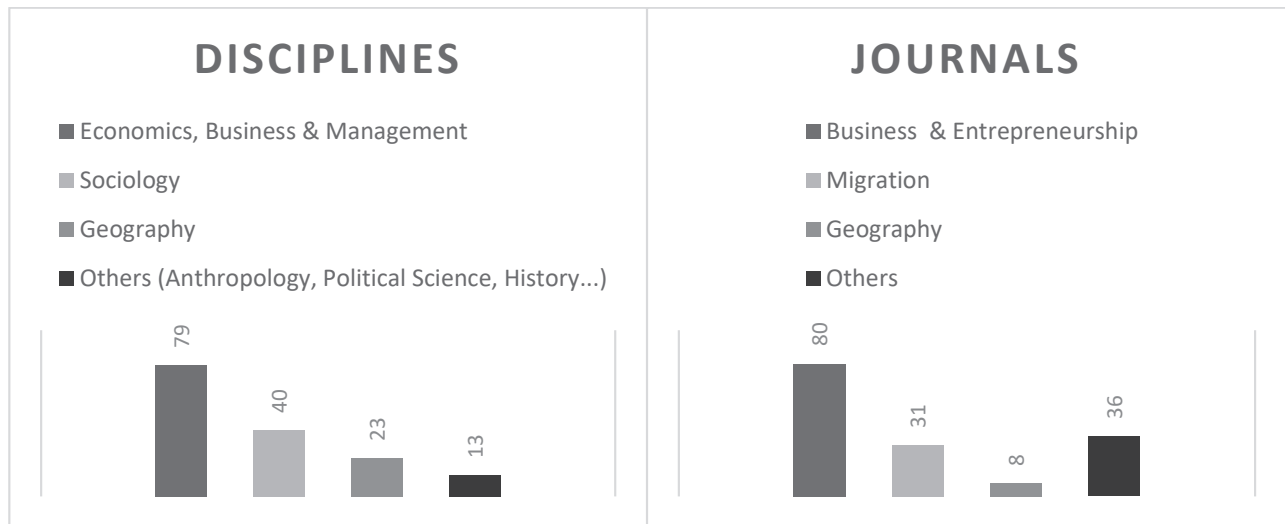 DISCIPLINES
Economics, Business & Management
Sociology
Geography
Others (Anthropology, Political Science, History...)
79
40
23
13
JOURNALS
Business & Entrepreneurship
Migration
Geography
Others
80
31
8
36